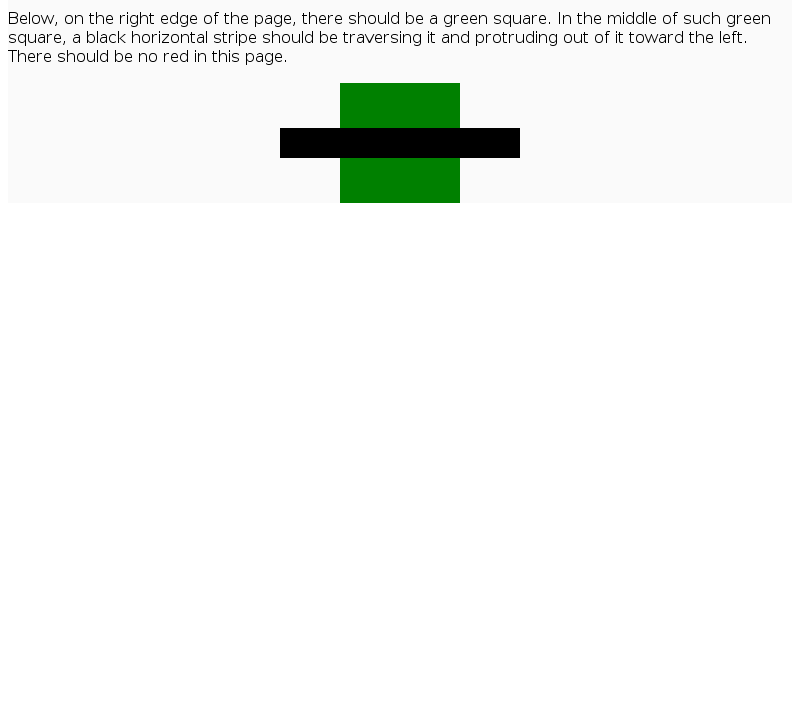 Below, on the right edge of the page, there should be a green square. In the middle of such green
square, a black horizontal stripe should be traversing it and protruding out of it toward the left.
There should be no red in this page.